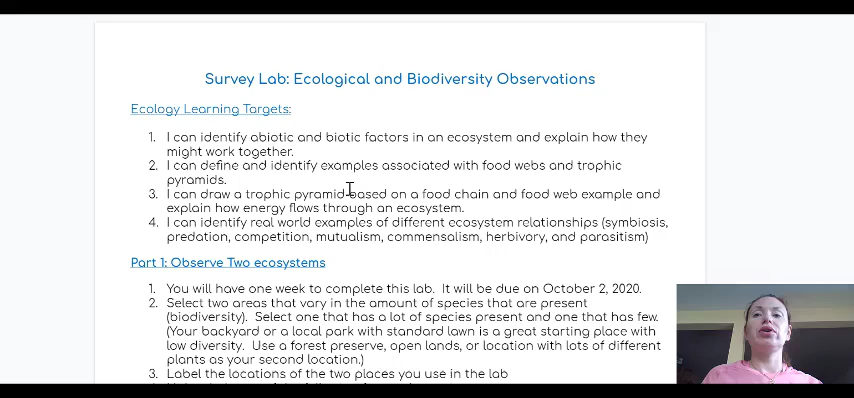 Survey Lab: Ecological and Biodiversity Observations
Ecology Learning Targets:
1. I can identify abiotic and biotic factors in an ecosystem and explain how they
might work together.
2. I can define and identify examples associated with food webs and trophic
pyramids.
3. I can draw a trophic pyramid based on a food chain and food web example and
explain how energy flows through an ecosystem.
4. I can identify real world examples of different ecosystem relationships (symbiosis,
predation, competition, mutualism, commensalism, herbivory, and parasitism)
Part 1: Observe Two ecosystems
1. You will have one week to complete this lab. It will be due on October 2, 2020.
2. Select two areas that vary in the amount of species that are present
(biodiversity). Select one that has a lot of species present and one that has few.
(Your backyard or a local park with standard lawn is a great starting place with
low diversity. Use a forest preserve, open lands, or location with lots of different
plants as your second location.)
3. Label the locations of the two places you use in the lab